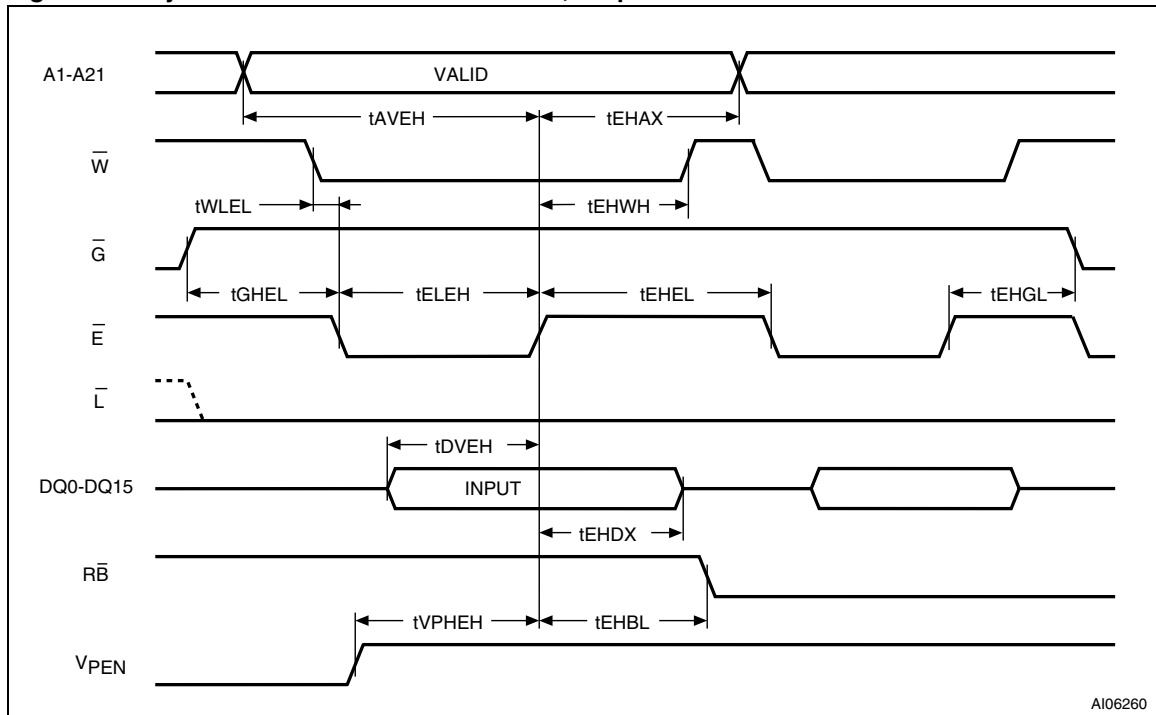 A1-A21 VALID
tAVEH tEHAX
W̅
tWLEL tEHWH
G̅
tGHEL tELEH tEHEL tEHGL
E̅
L̅
tDVEH
DQ0-DQ15 INPUT
tEHDX
RB̅
tVPHEH tEHBL
VPEN
AI06260